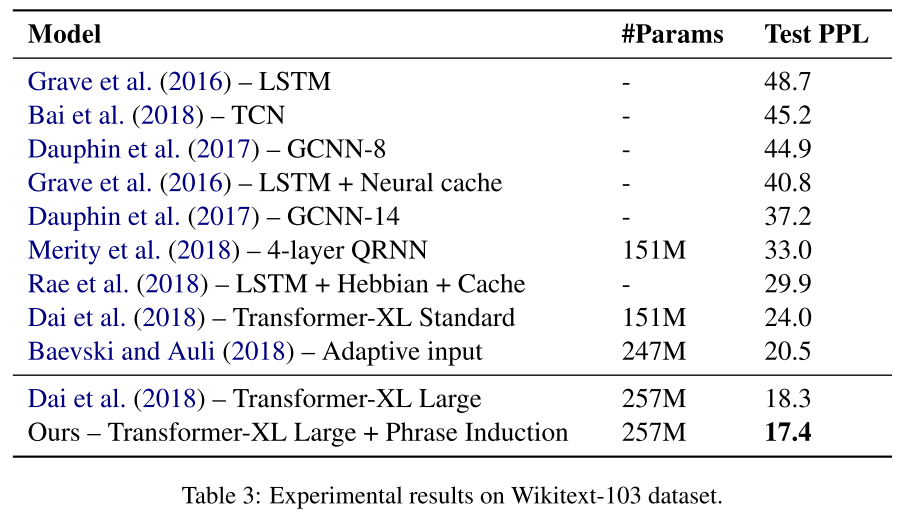 Model #Params Test PPL
Grave et al. (2016) – LSTM - 48.7
Bai et al. (2018) – TCN - 45.2
Dauphin et al. (2017) – GCNN-8 - 44.9
Grave et al. (2016) – LSTM + Neural cache - 40.8
Dauphin et al. (2017) – GCNN-14 - 37.2
Merity et al. (2018) – 4-layer QRNN 151M 33.0
Rae et al. (2018) – LSTM + Hebbian + Cache - 29.9
Dai et al. (2018) – Transformer-XL Standard 151M 24.0
Baevski and Auli (2018) – Adaptive input 247M 20.5
Dai et al. (2018) – Transformer-XL Large 257M 18.3
Ours – Transformer-XL Large + Phrase Induction 257M 17.4
Table 3: Experimental results on Wikitext-103 dataset.